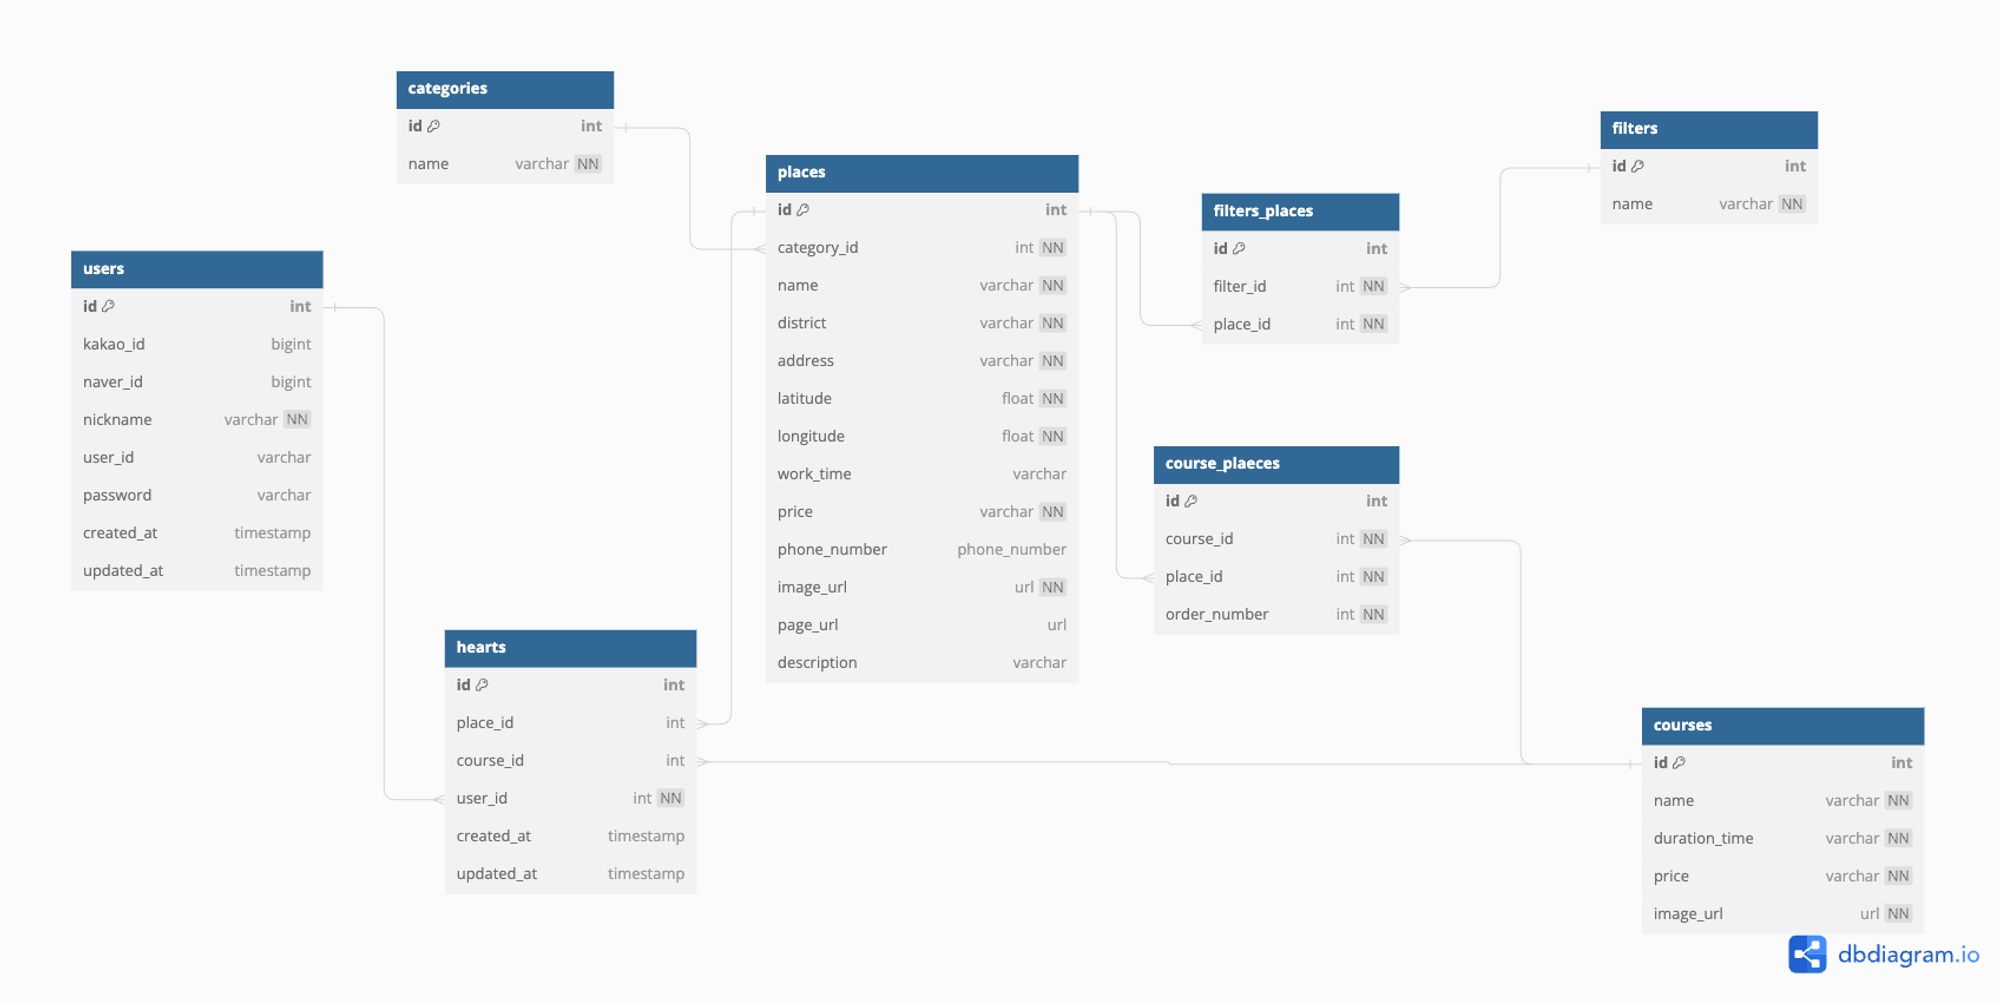 categories
id int
name varchar NN
users
id int
kakao_id bigint
naver_id bigint
nickname varchar NN
user_id varchar
password varchar
created_at timestamp
updated_at timestamp
hearts
id int
place_id int
course_id int
user_id int NN
created_at timestamp
updated_at timestamp
places
id int
category_id int NN
name varchar NN
district varchar NN
address varchar NN
latitude float NN
longitude float NN
work_time varchar
price varchar NN
phone_number phone_number
image_url url NN
page_url url
description varchar
filters_places
id int
filter_id int NN
place_id int NN
course_plaeces
id int
course_id int NN
place_id int NN
order_number int NN
filters
id int
name varchar NN
courses
id int
name varchar NN
duration_time varchar NN
price varchar NN
image_url url NN
dbdiagram.io